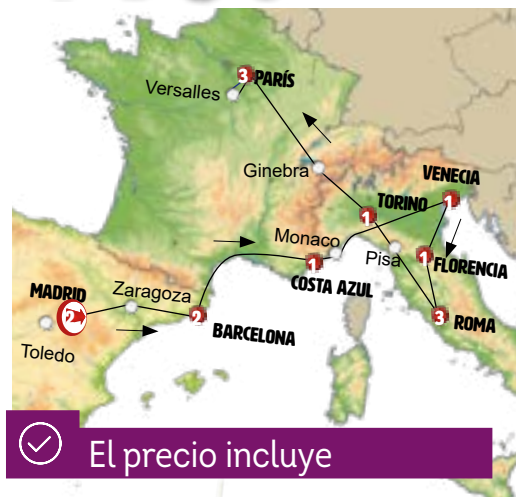 3 PARÍS
Versalles
Ginebra
VENECIA
1
TORINO
1
Monaco
Pisa
1 FLORENCIA
1
COSTA AZUL
MADRID
2
Zaragoza
Toledo
2
BARCELONA
3 ROMA
El precio incluye